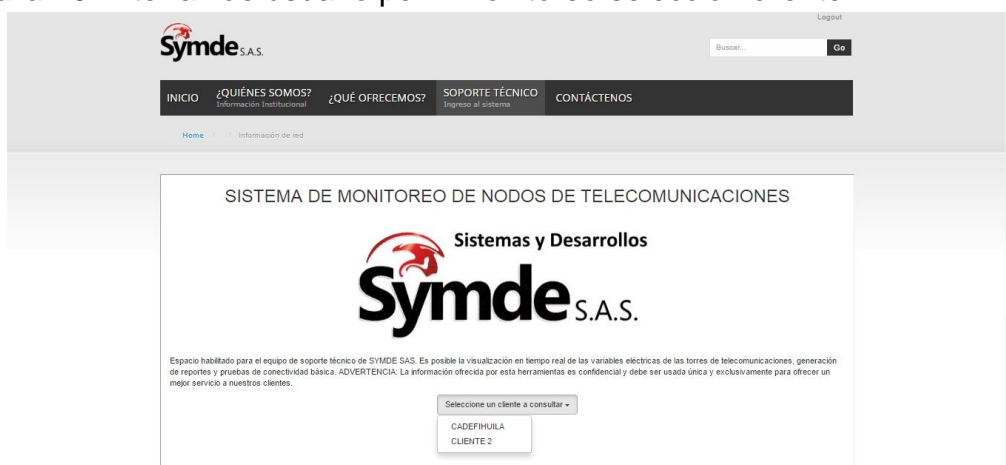 Logout
Symde S.A.S.
Buscar... Go
INICIO ¿QUIÉNES SOMOS? ¿QUÉ OFRECEMOS? SOPORTE TÉCNICO CONTÁCTENOS
Información Institucional Ingreso al sistema
Home Información de red
SISTEMA DE MONITOREO DE NODOS DE TELECOMUNICACIONES
Sistemas y Desarrollos
Symde S.A.S.
Espacio habilitado para el equipo de soporte técnico de SYMDE SAS. Es posible la visualización en tiempo real de las variables eléctricas de las torres de telecomunicaciones, generación
de reportes y pruebas de conectividad básica. ADVERTENCIA: La información ofrecida por esta herramientas es confidencial y debe ser usada única y exclusivamente para ofrecer un
mejor servicio a nuestros clientes.
Seleccione un cliente a consultar
CADEFIHUILA
CLIENTE 2